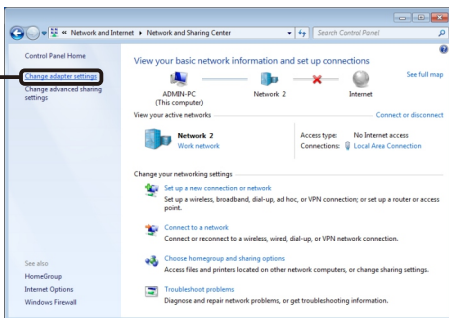 « Network and Internet ▸ Network and Sharing Center
Search Control Panel
Control Panel Home
Change adapter settings
Change advanced sharing
settings
See also
HomeGroup
Internet Options
Windows Firewall
View your basic network information and set up connections
See full map
ADMIN-PC
(This computer)
Network 2
Internet
View your active networks
Connect or disconnect
Network 2
Work network
Access type: No Internet access
Connections: Local Area Connection
Change your networking settings
Set up a new connection or network
Set up a wireless, broadband, dial-up, ad hoc, or VPN connection; or set up a router or access
point.
Connect to a network
Connect or reconnect to a wireless, wired, dial-up, or VPN network connection.
Choose homegroup and sharing options
Access files and printers located on other network computers, or change sharing settings.
Troubleshoot problems
Diagnose and repair network problems, or get troubleshooting information.